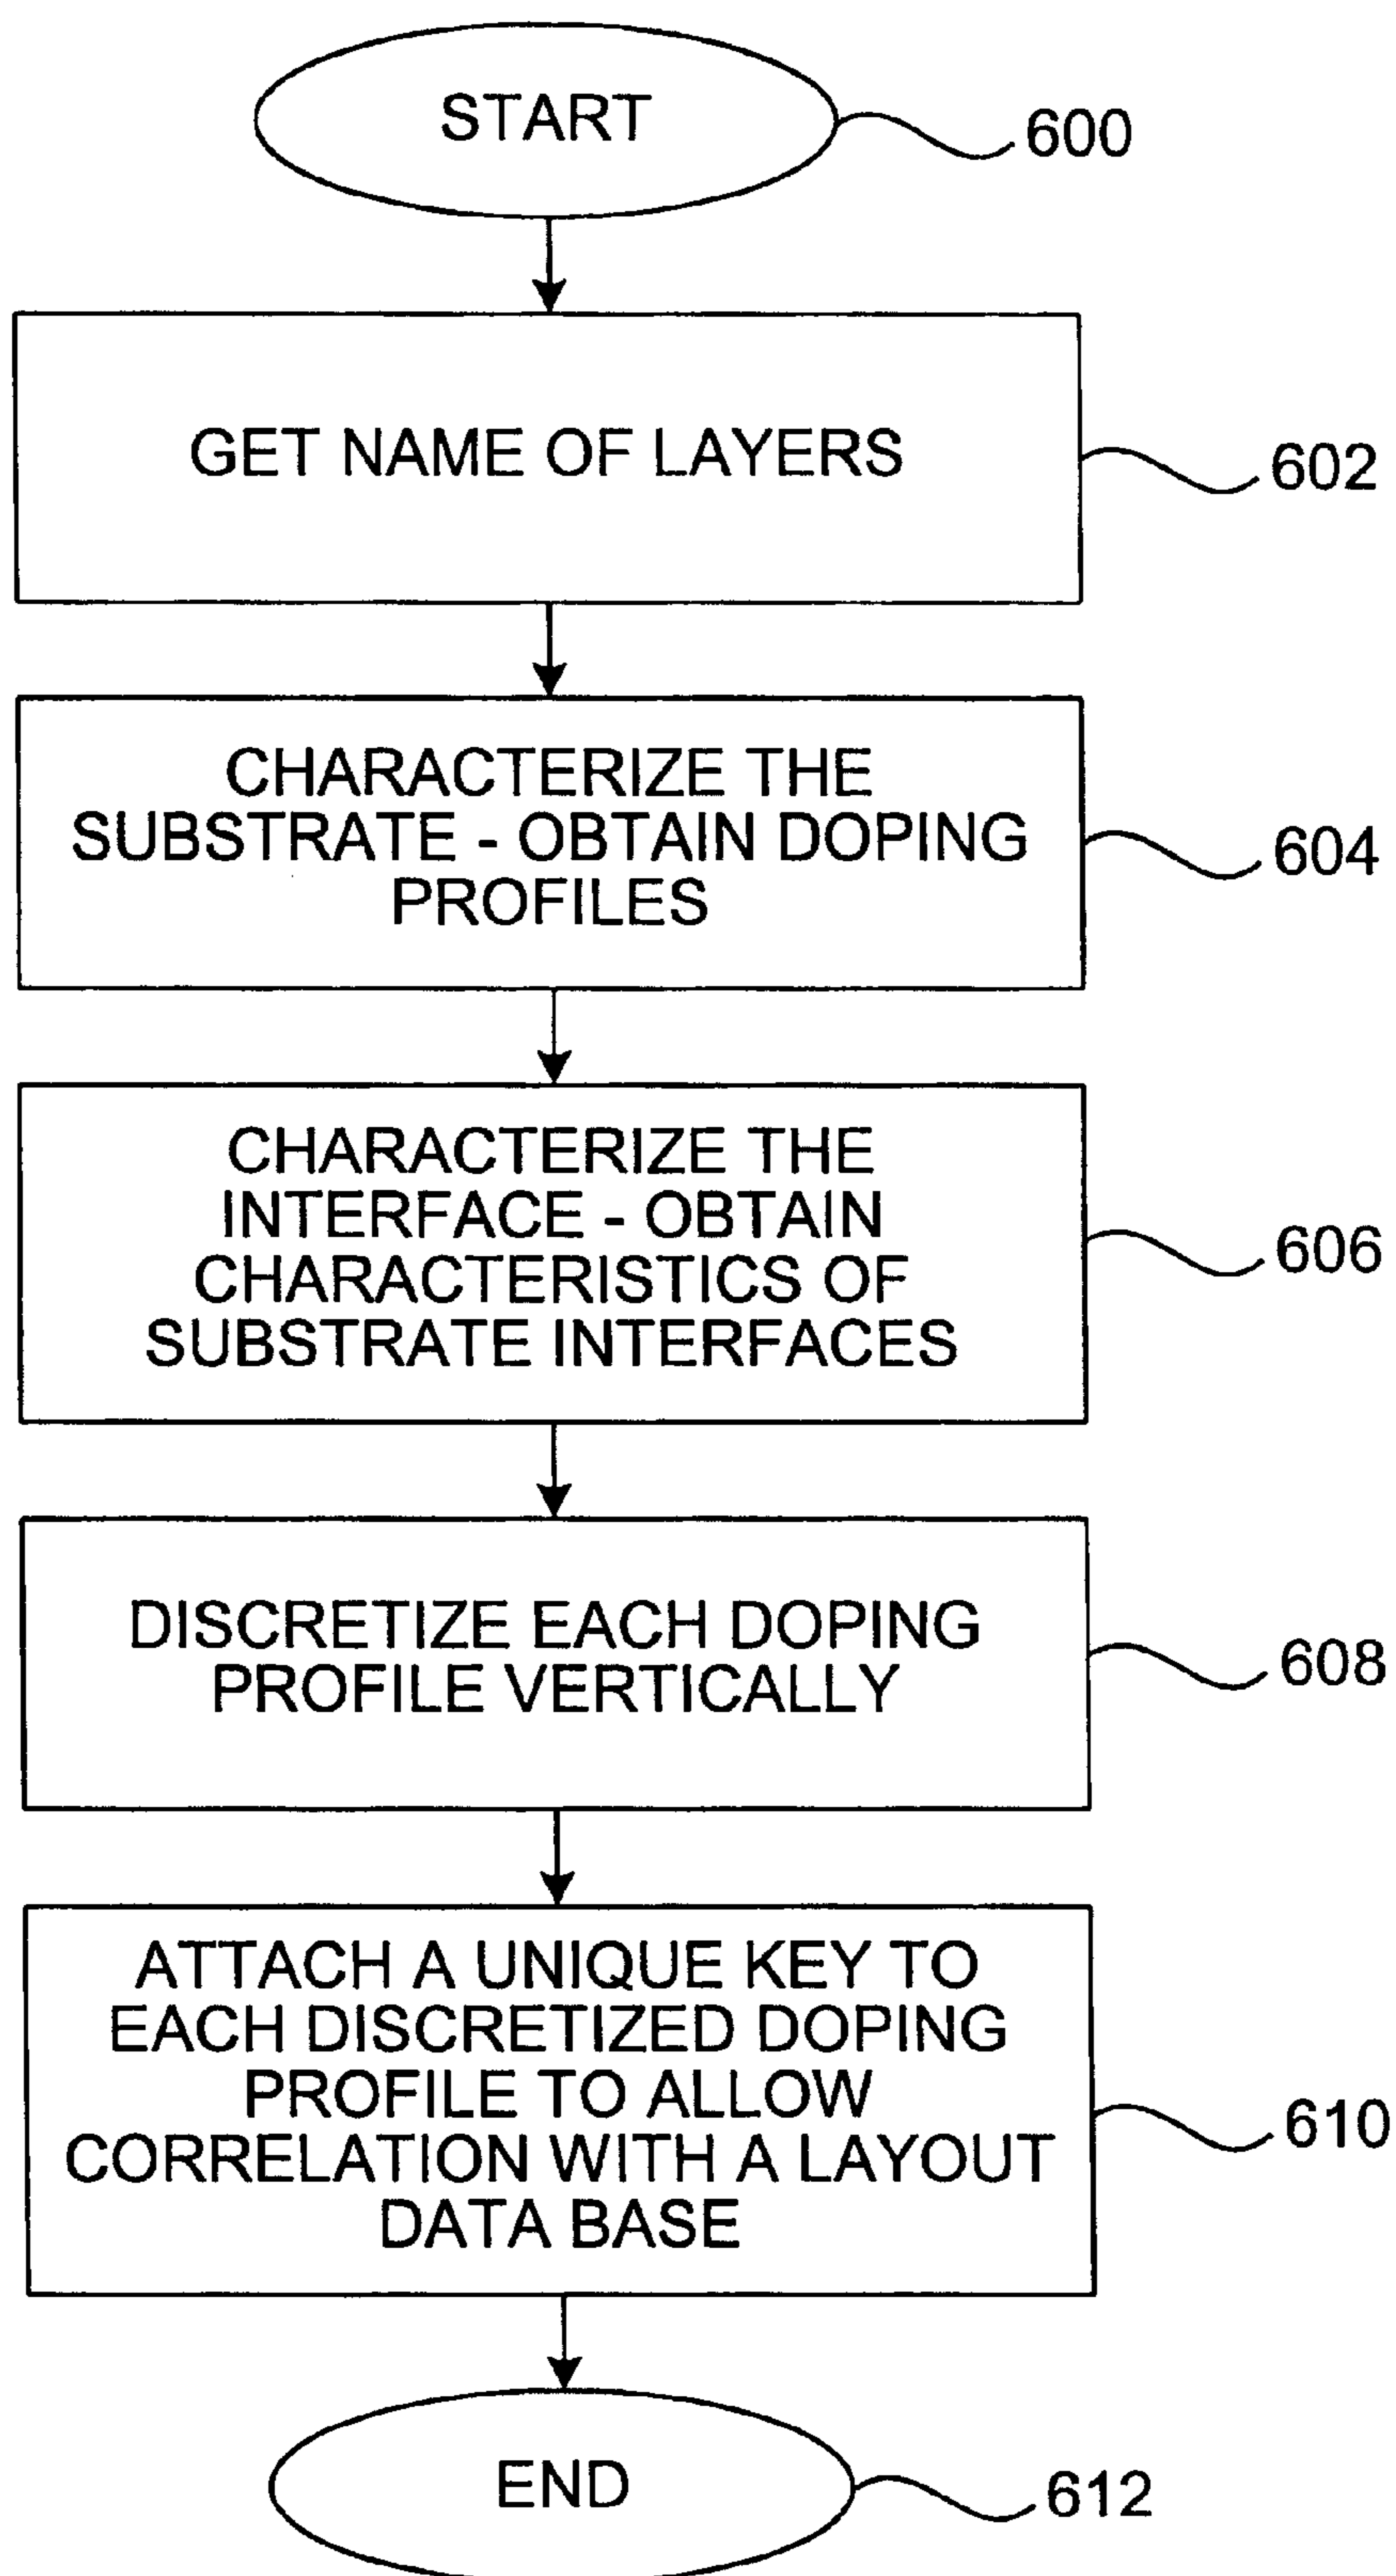 START
600
GET NAME OF LAYERS
602
CHARACTERIZE THE
SUBSTRATE - OBTAIN DOPING
PROFILES
604
CHARACTERIZE THE
INTERFACE - OBTAIN
CHARACTERISTICS OF
SUBSTRATE INTERFACES
606
DISCRETIZE EACH DOPING
PROFILE VERTICALLY
608
ATTACH A UNIQUE KEY TO
EACH DISCRETIZED DOPING
PROFILE TO ALLOW
CORRELATION WITH A LAYOUT
DATA BASE
610
END
612